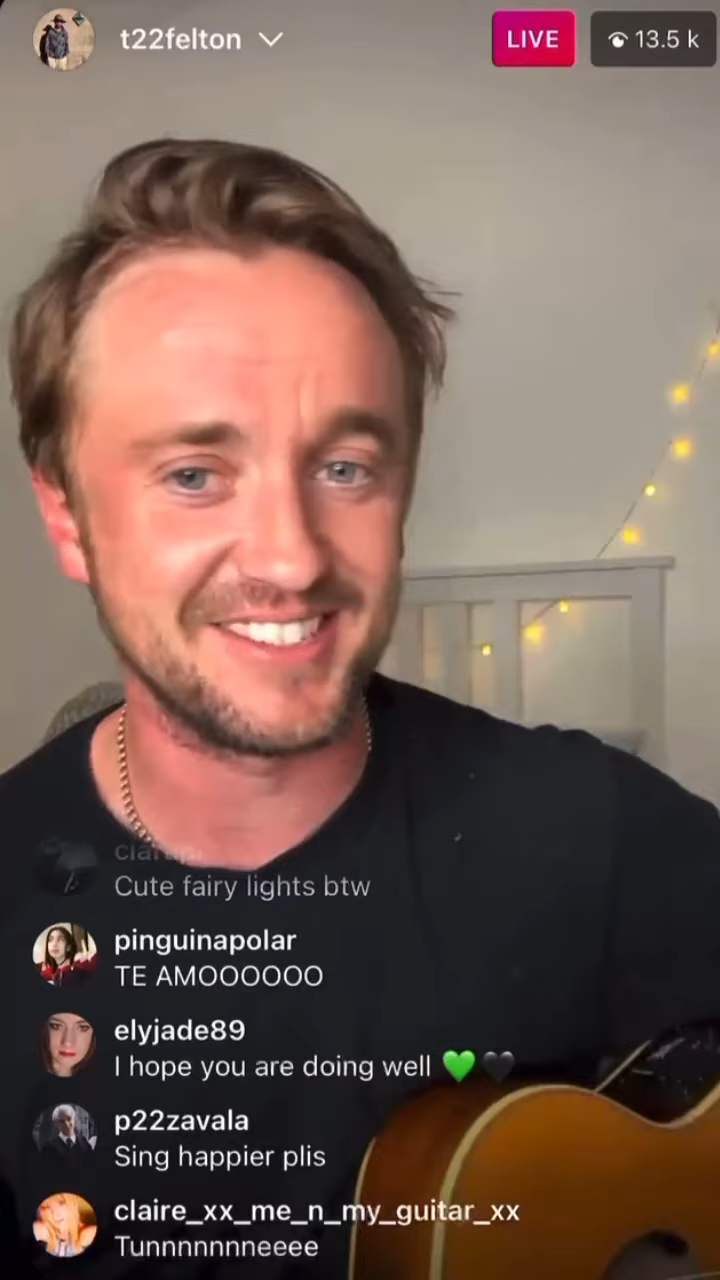 t22felton
LIVE
13.5 k
Cute fairy lights btw
pinguinapolar
TE AMOOOOOO
elyjade89
I hope you are doing well 💚🖤
p22zavala
Sing happier plis
claire_xx_me_n_my_guitar_xx
Tunnnnnnneeee